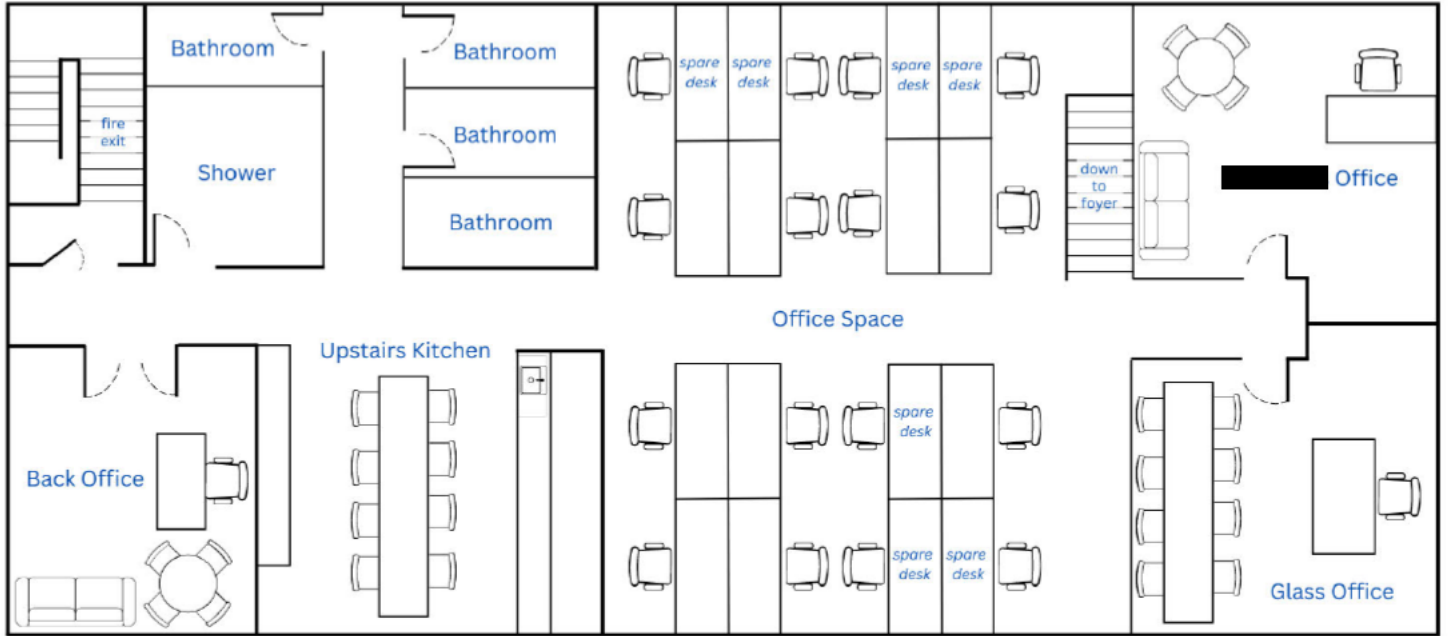 Bathroom
Bathroom
spare
desk
spare
desk
spare
desk
spare
desk
fire
exit
Bathroom
Shower
down
to
foyer
Office
Bathroom
Office Space
Upstairs Kitchen
spare
desk
Back Office
spare
desk
spare
desk
Glass Office